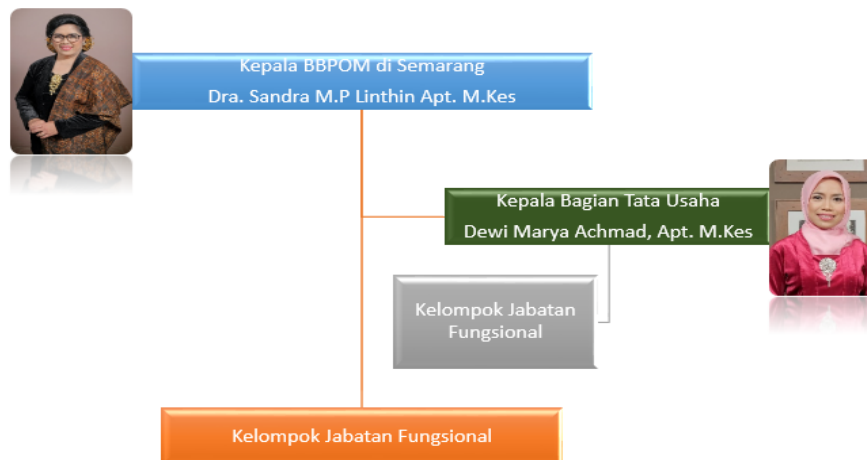 Kepala BBPOM di Semarang
Dra. Sandra M.P Linthin Apt. M.Kes
Kepala Bagian Tata Usaha
Dewi Marya Achmad, Apt. M.Kes
Kelompok Jabatan
Fungsional
Kelompok Jabatan Fungsional